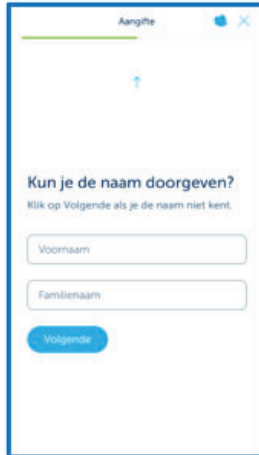 Aangifte
Kun je de naam doorgeven?
Klik op Volgende als je de naam niet kent.
Voornaam
Familienaam
Volgende